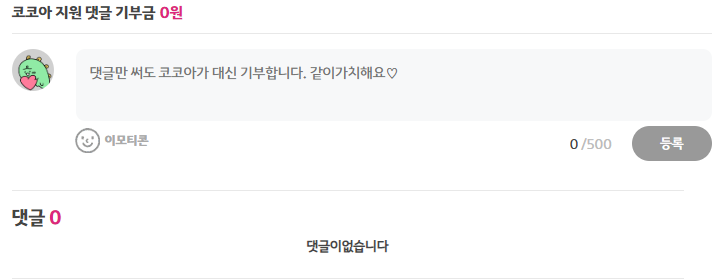 코코아 지원 댓글 기부금 0원
댓글만 써도 코코아가 대신 기부합니다. 같이가치해요♡
이모티콘
0 /500
등록
댓글 0
댓글이없습니다